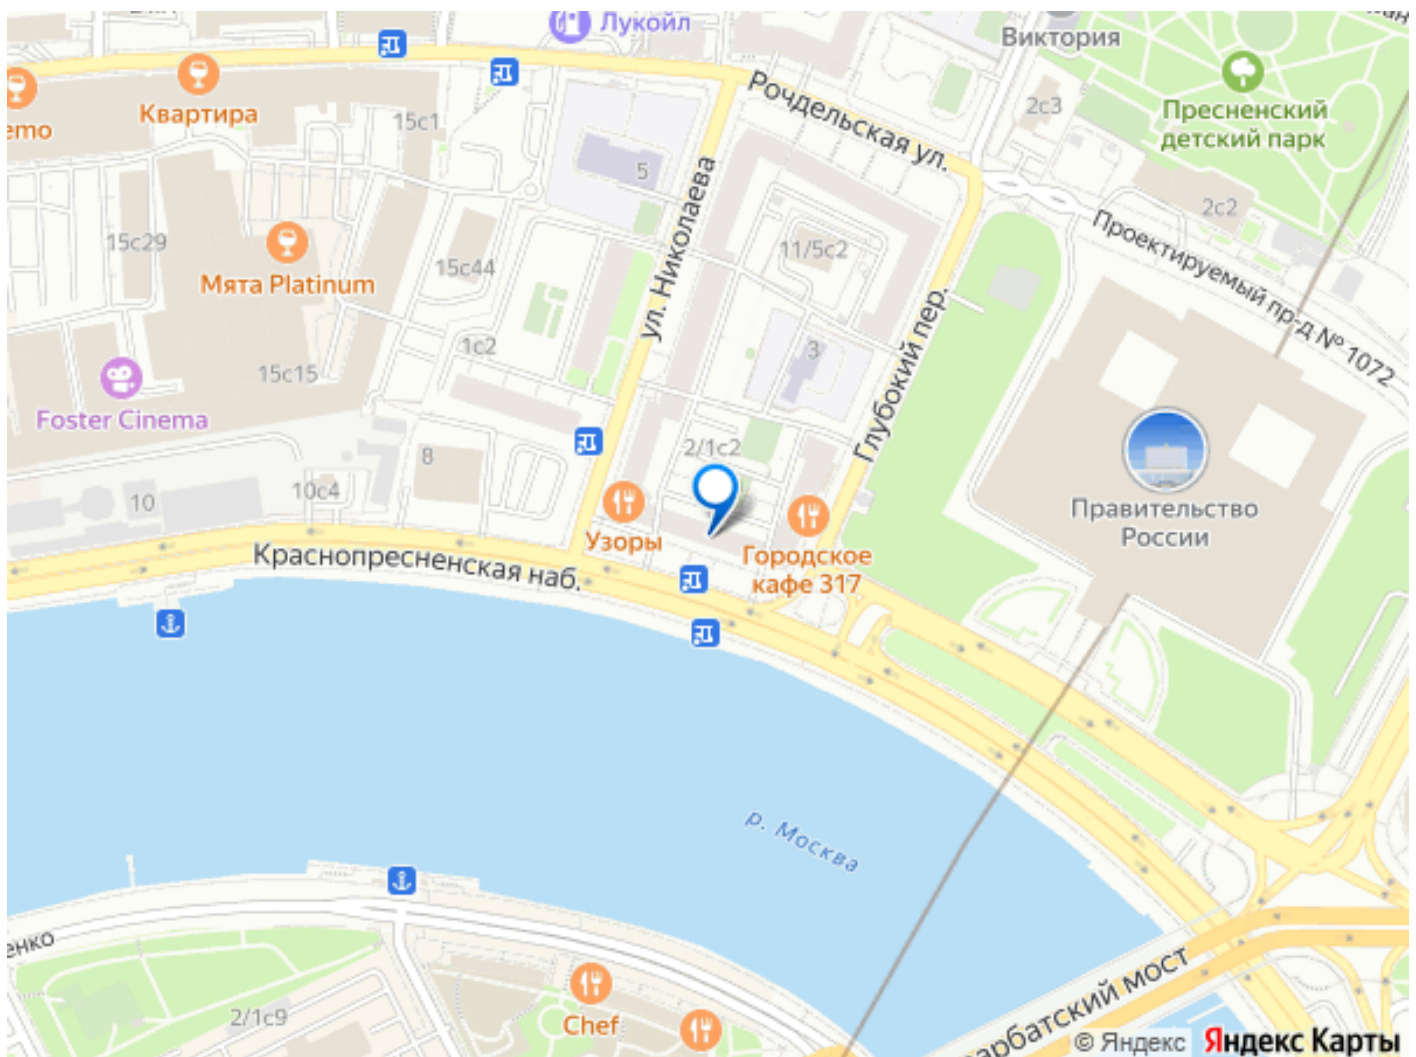 Лукойл
Виктория
Квартира
15с1
Рочдельская ул.
2с3
Пресненский
детский парк
5
ул. Николаева
2с2
15с29
Мята Platinum
15с44
11/5с2
Проектируемый пр-д № 1072
1с2
15с15
3
Глубокий пер.
Foster Cinema
2/1с2
8
10с4
10
Правительство
России
Узоры
Городское
кафе 317
Краснопресненская наб.
р. Москва
2/1с9
Chef
арбатский мост
© Яндекс
Яндекс Карты